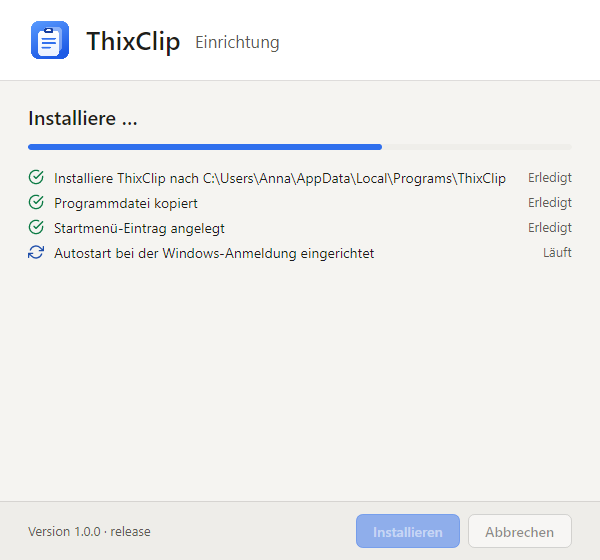 ThixClip Einrichtung
Installiere ...
Installiere ThixClip nach C:\Users\Anna\AppData\Local\Programs\ThixClip Erledigt
Programmdatei kopiert Erledigt
Startmenü-Eintrag angelegt Erledigt
Autostart bei der Windows-Anmeldung eingerichtet Läuft
Version 1.0.0 · release Installieren Abbrechen